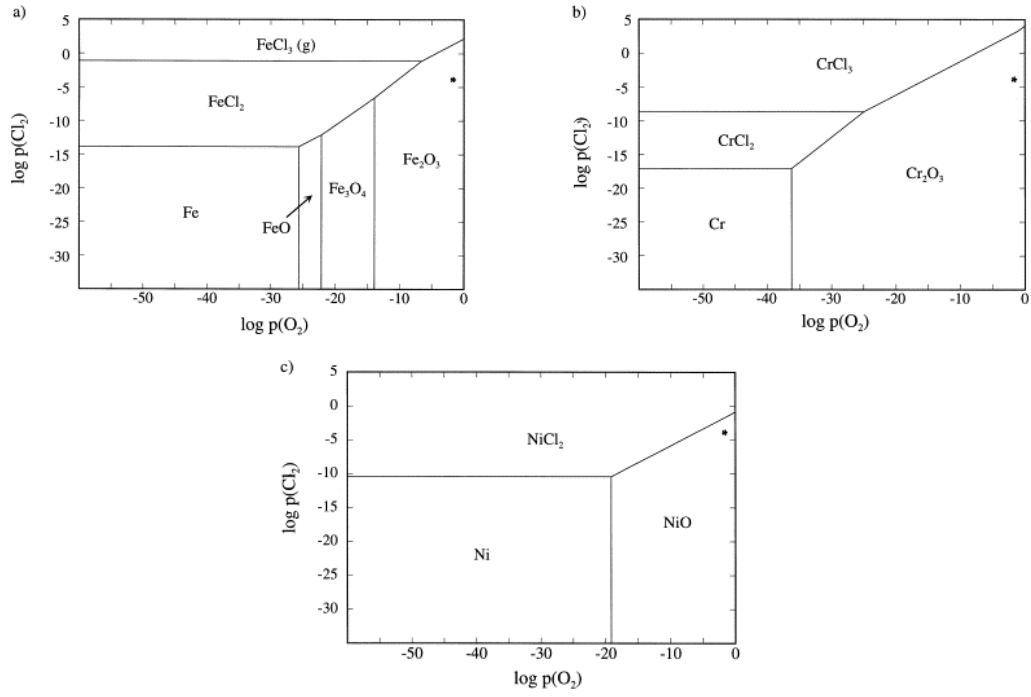 a)
5
0
-5
-10
-15
-20
-25
-30
log p(Cl₂)
FeCl₃ (g)
FeCl₂
Fe
FeO
Fe₃O₄
Fe₂O₃
*
-50 -40 -30 -20 -10 0
log p(O₂)
b)
5
0
-5
-10
-15
-20
-25
-30
log p(Cl₂)
CrCl₃
CrCl₂
Cr
Cr₂O₃
*
-50 -40 -30 -20 -10 0
log p(O₂)
c)
5
0
-5
-10
-15
-20
-25
-30
log p(Cl₂)
NiCl₂
Ni
NiO
*
-50 -40 -30 -20 -10 0
log p(O₂)